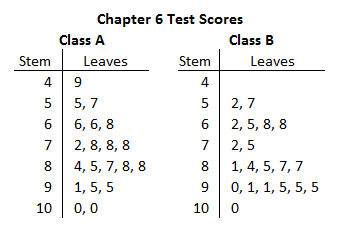 Chapter 6 Test Scores
Class A Class B
Stem Leaves Stem Leaves
4 9 4
5 5, 7 5 2, 7
6 6, 6, 8 6 2, 5, 8, 8
7 2, 8, 8, 8 7 2, 5
8 4, 5, 7, 8, 8 8 1, 4, 5, 7, 7
9 1, 5, 5 9 0, 1, 1, 5, 5, 5
10 0, 0 10 0